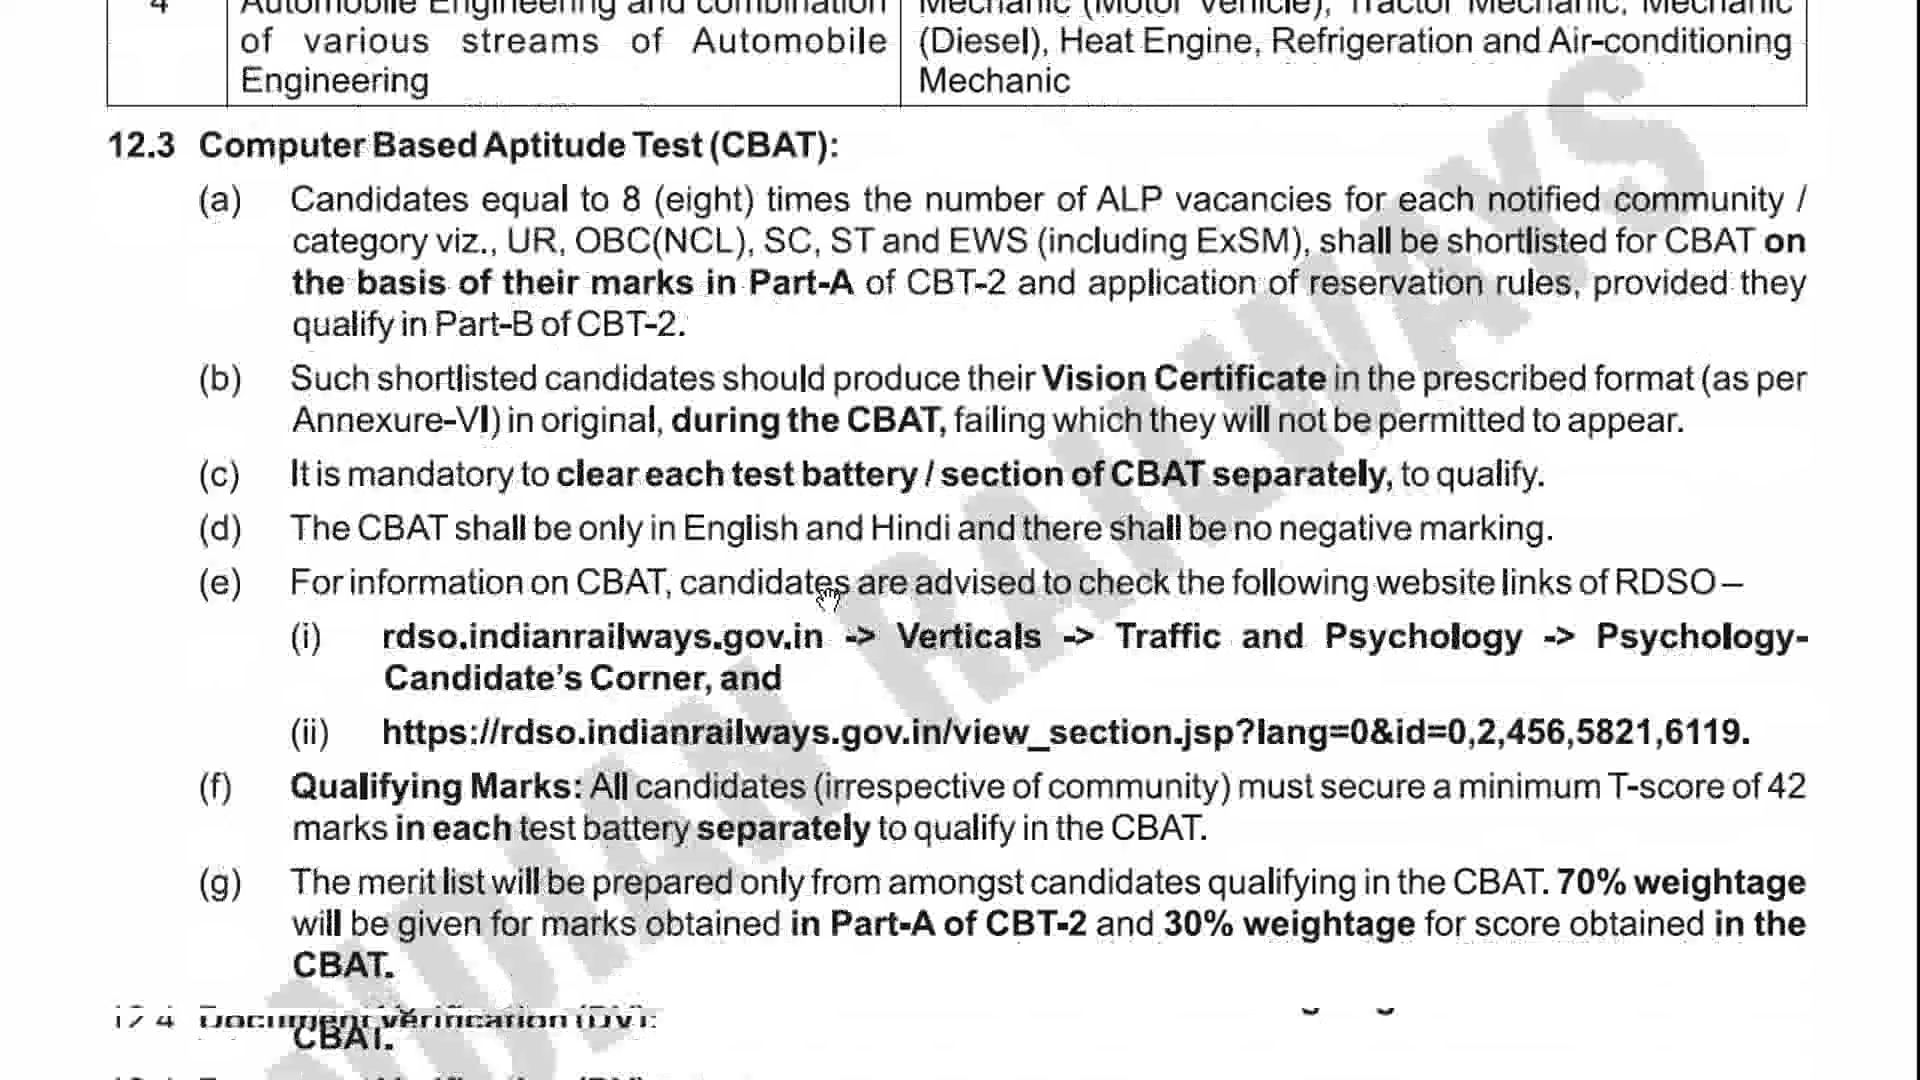 4 Automobile Engineering and combination Mechanic (Motor Vehicle), Tractor Mechanic, Mechanic
of various streams of Automobile (Diesel), Heat Engine, Refrigeration and Air-conditioning
Engineering Mechanic
12.3 Computer Based Aptitude Test (CBAT):
(a) Candidates equal to 8 (eight) times the number of ALP vacancies for each notified community /
category viz., UR, OBC(NCL), SC, ST and EWS (including ExSM), shall be shortlisted for CBAT on
the basis of their marks in Part-A of CBT-2 and application of reservation rules, provided they
qualify in Part-B of CBT-2.
(b) Such shortlisted candidates should produce their Vision Certificate in the prescribed format (as per
Annexure-VI) in original, during the CBAT, failing which they will not be permitted to appear.
(c) It is mandatory to clear each test battery / section of CBAT separately, to qualify.
(d) The CBAT shall be only in English and Hindi and there shall be no negative marking.
(e) For information on CBAT, candidates are advised to check the following website links of RDSO –
(i) rdso.indianrailways.gov.in -> Verticals -> Traffic and Psychology -> Psychology-
Candidate's Corner, and
(ii) https://rdso.indianrailways.gov.in/view_section.jsp?lang=0&id=0,2,456,5821,6119.
(f) Qualifying Marks: All candidates (irrespective of community) must secure a minimum T-score of 42
marks in each test battery separately to qualify in the CBAT.
(g) The merit list will be prepared only from amongst candidates qualifying in the CBAT. 70% weightage
will be given for marks obtained in Part-A of CBT-2 and 30% weightage for score obtained in the
CBAT.
12.4 Document Verification (DV):
CBAT.
INDIAN RAILWAYS